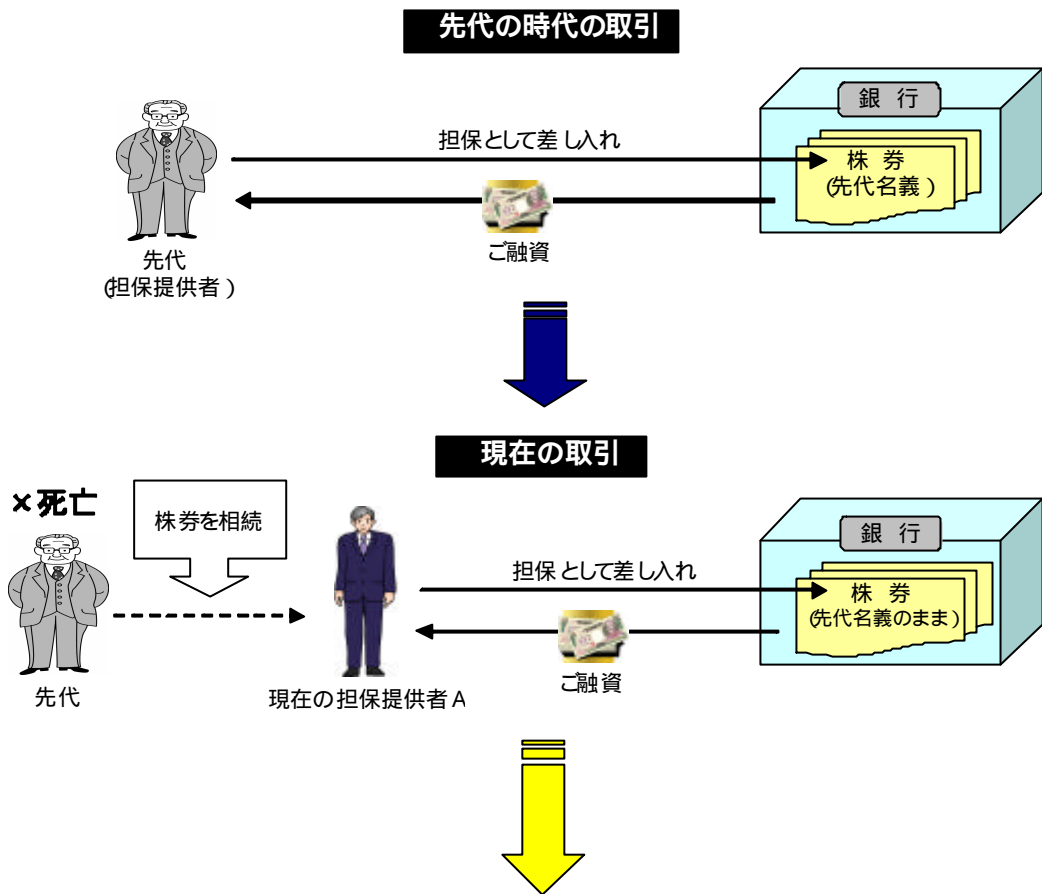 先代の時代の取引
銀 行
担保として差し入れ
株 券
(先代名義)
ご融資
先代
(担保提供者)
現在の取引
×死亡
株券を相続
銀 行
担保として差し入れ
株 券
(先代名義のまま)
ご融資
先代
現在の担保提供者A